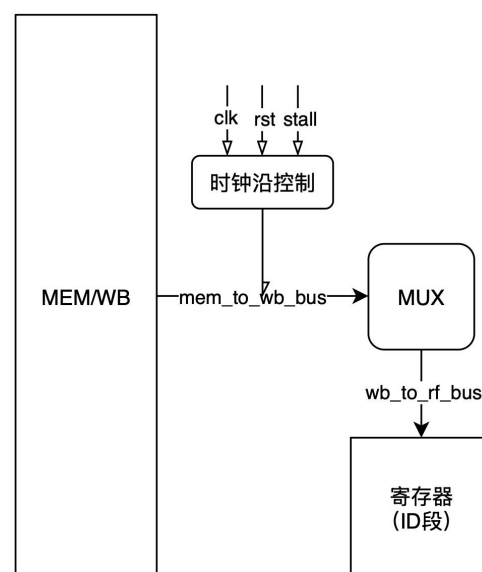 clk rst stall
时钟沿控制
MEM/WB
mem_to_wb_bus
MUX
wb_to_rf_bus
寄存器
（ID段）